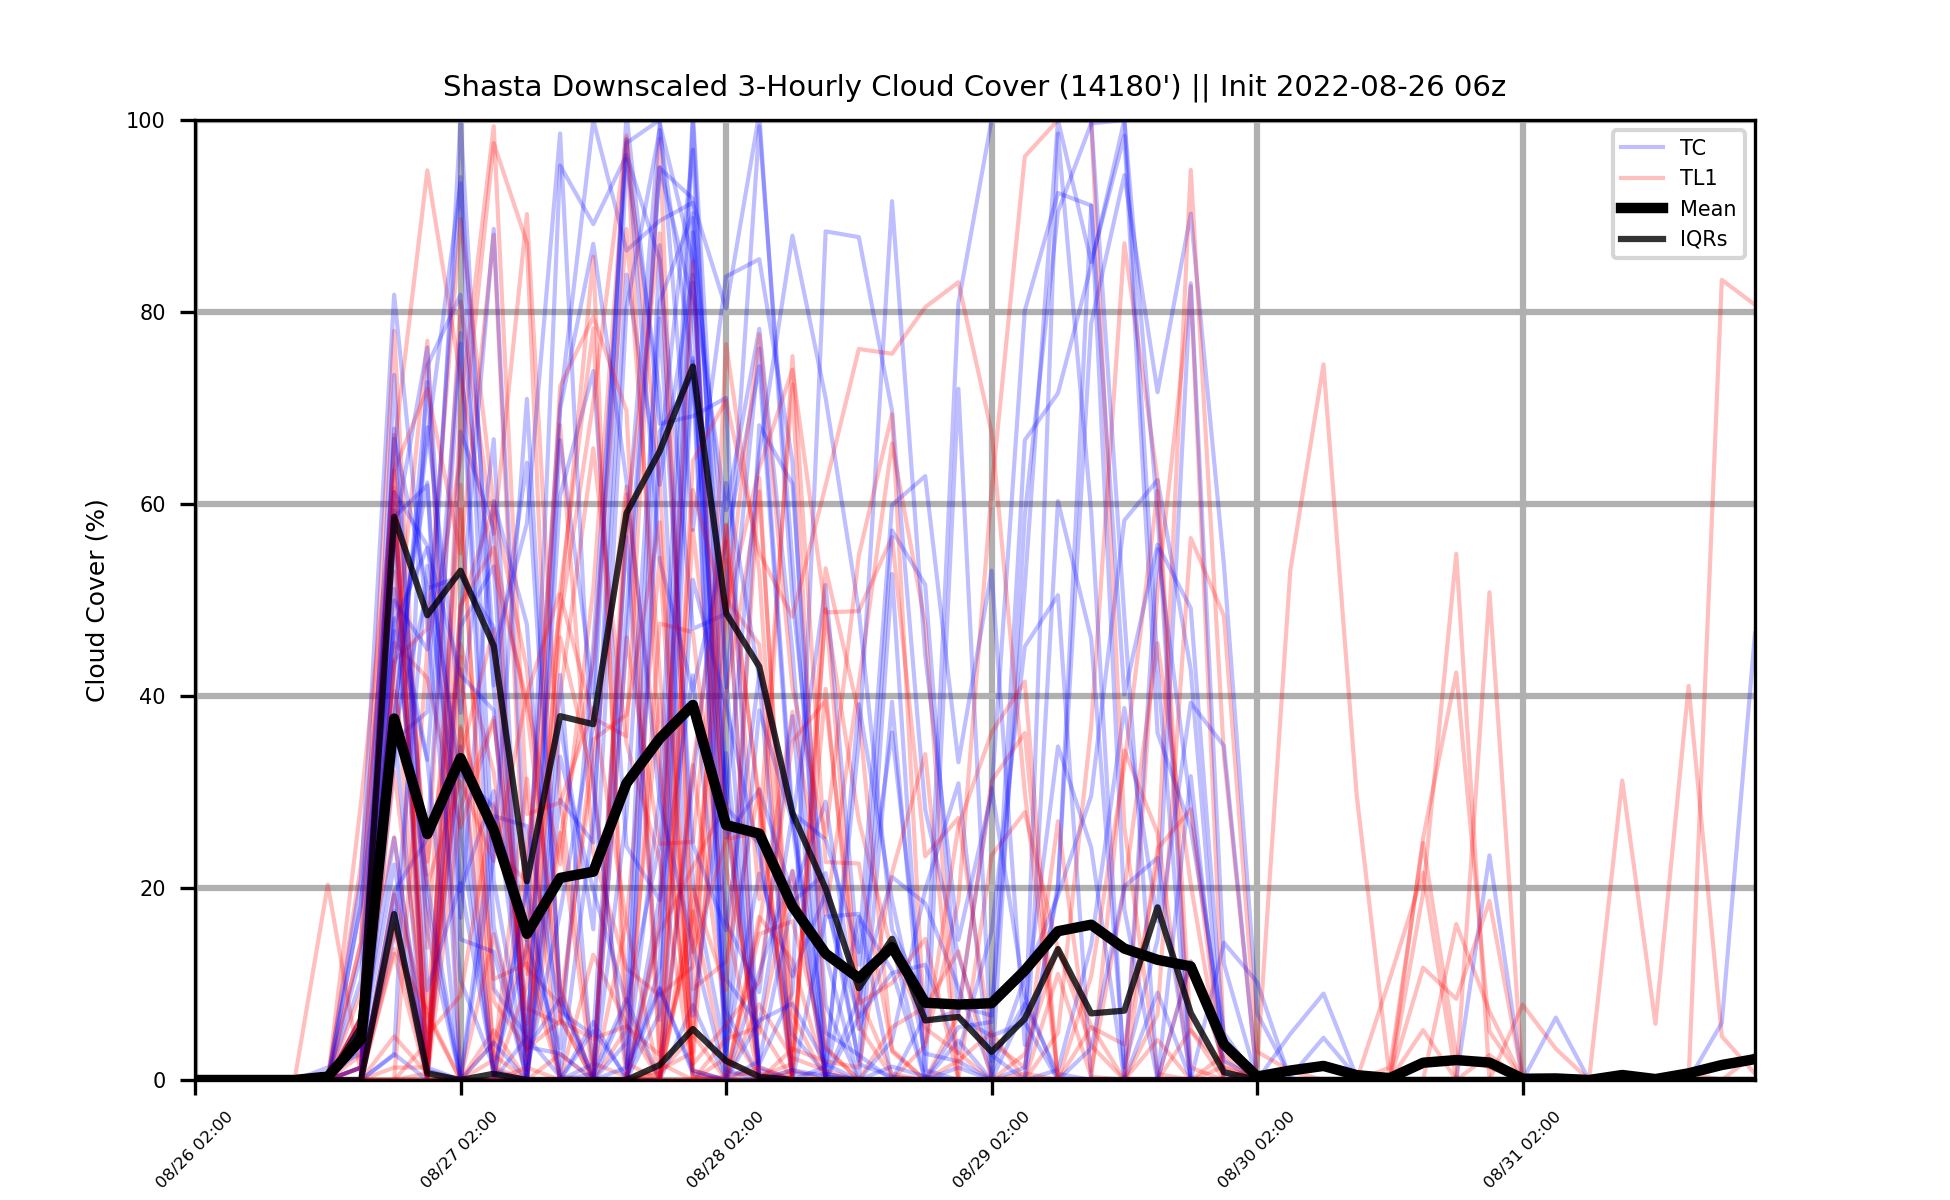 Shasta Downscaled 3-Hourly Cloud Cover (14180') || Init 2022-08-26 06z
100
80
60
40
20
0
Cloud Cover (%)
TC
TL1
Mean
IQRs
08/26 02:00
08/27 02:00
08/28 02:00
08/29 02:00
08/30 02:00
08/31 02:00